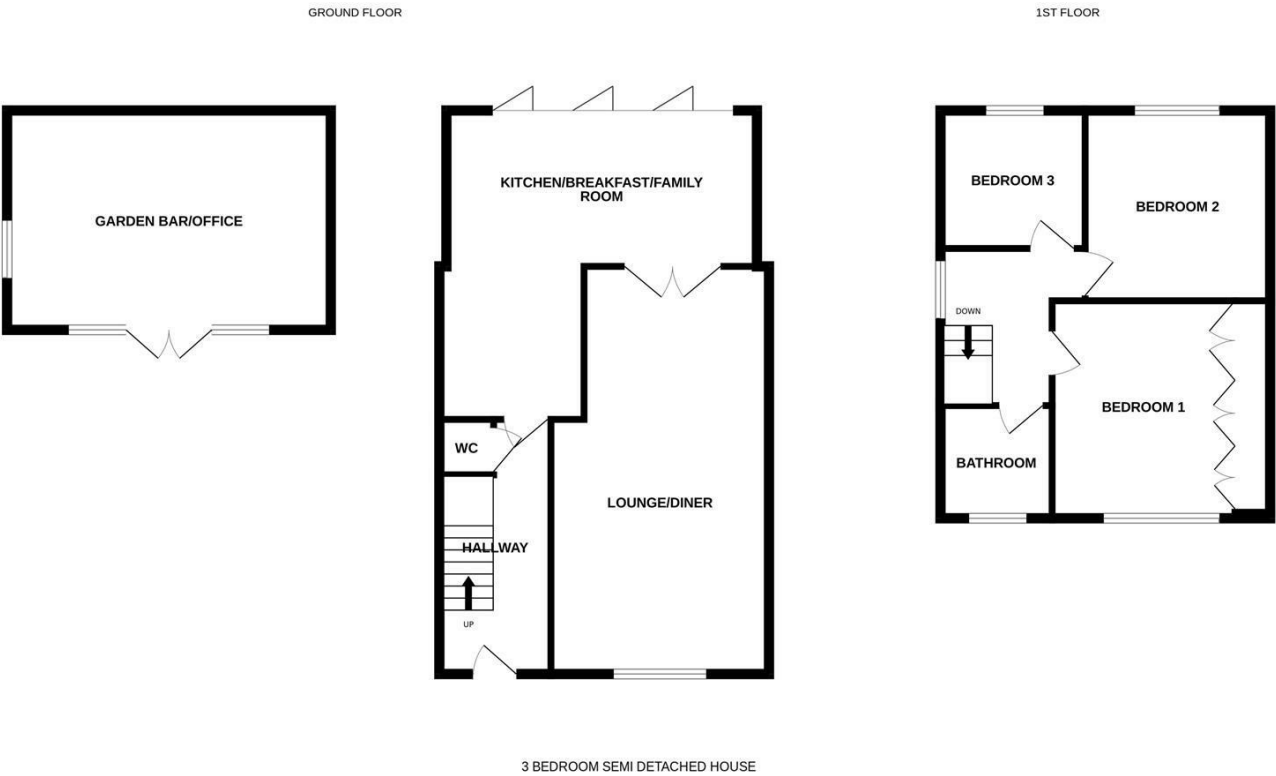 GROUND FLOOR
1ST FLOOR
GARDEN BAR/OFFICE
KITCHEN/BREAKFAST/FAMILY
ROOM
WC
HALLWAY
UP
LOUNGE/DINER
BEDROOM 3
BEDROOM 2
DOWN
BEDROOM 1
BATHROOM
3 BEDROOM SEMI DETACHED HOUSE